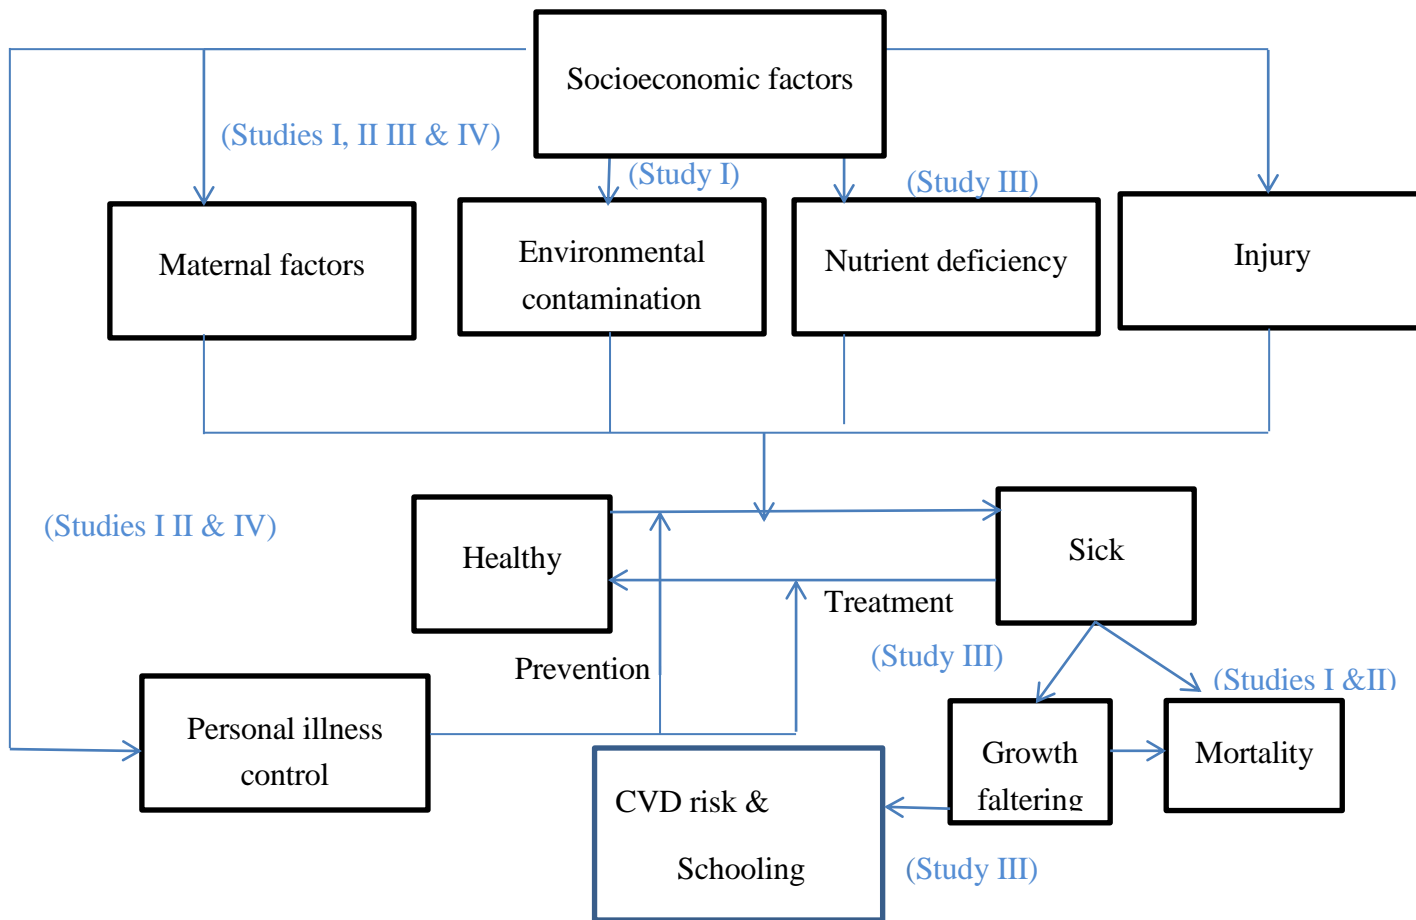 Socioeconomic factors
(Studies I, II III & IV)
(Study I)
(Study III)
Maternal factors
Environmental
contamination
Nutrient deficiency
Injury
(Studies I II & IV)
Healthy
Sick
Treatment
Prevention
(Study III)
(Studies I &II)
Personal illness
control
Growth
faltering
Mortality
CVD risk &
Schooling
(Study III)